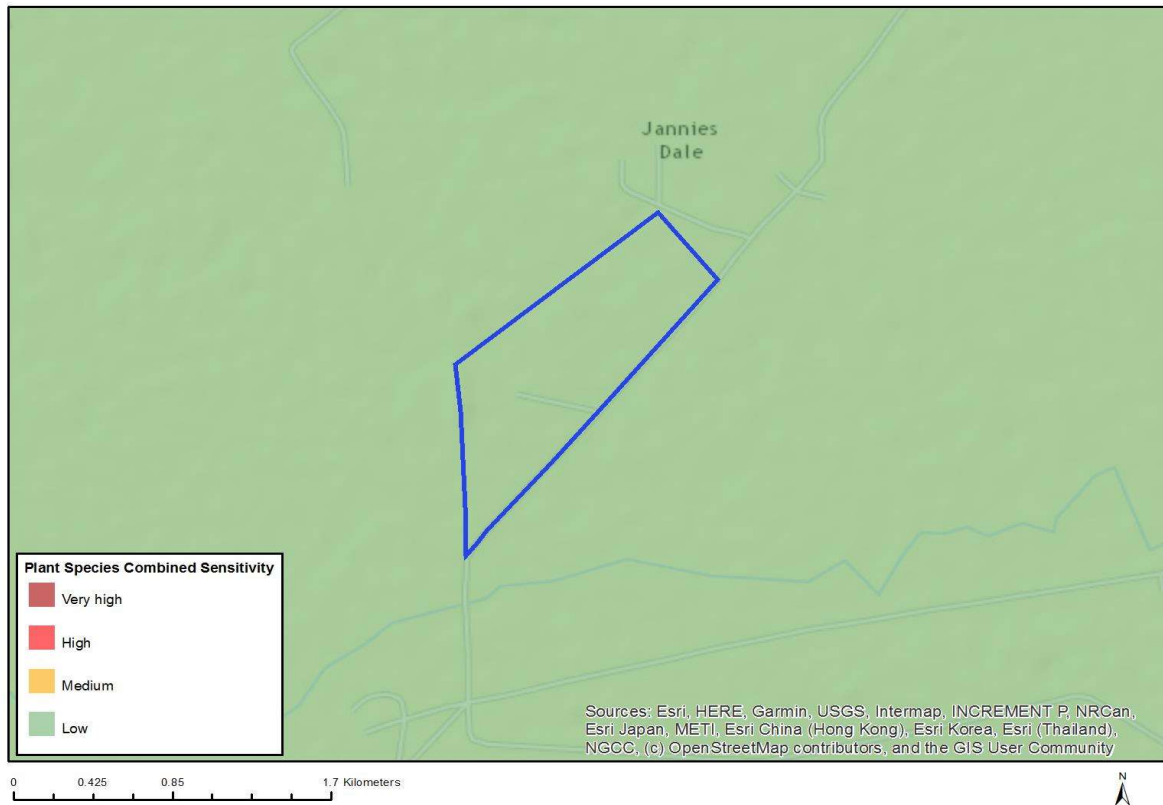 Jannies
Dale
Plant Species Combined Sensitivity
Very high
High
Medium
Low
Sources: Esri, HERE, Garmin, USGS, Intermap, INCREMENT P, NRCan,
Esri Japan, METI, Esri China (Hong Kong), Esri Korea, Esri (Thailand),
NGCC, (c) OpenStreetMap contributors, and the GIS User Community
0 0.425 0.85 1.7 Kilometers
N